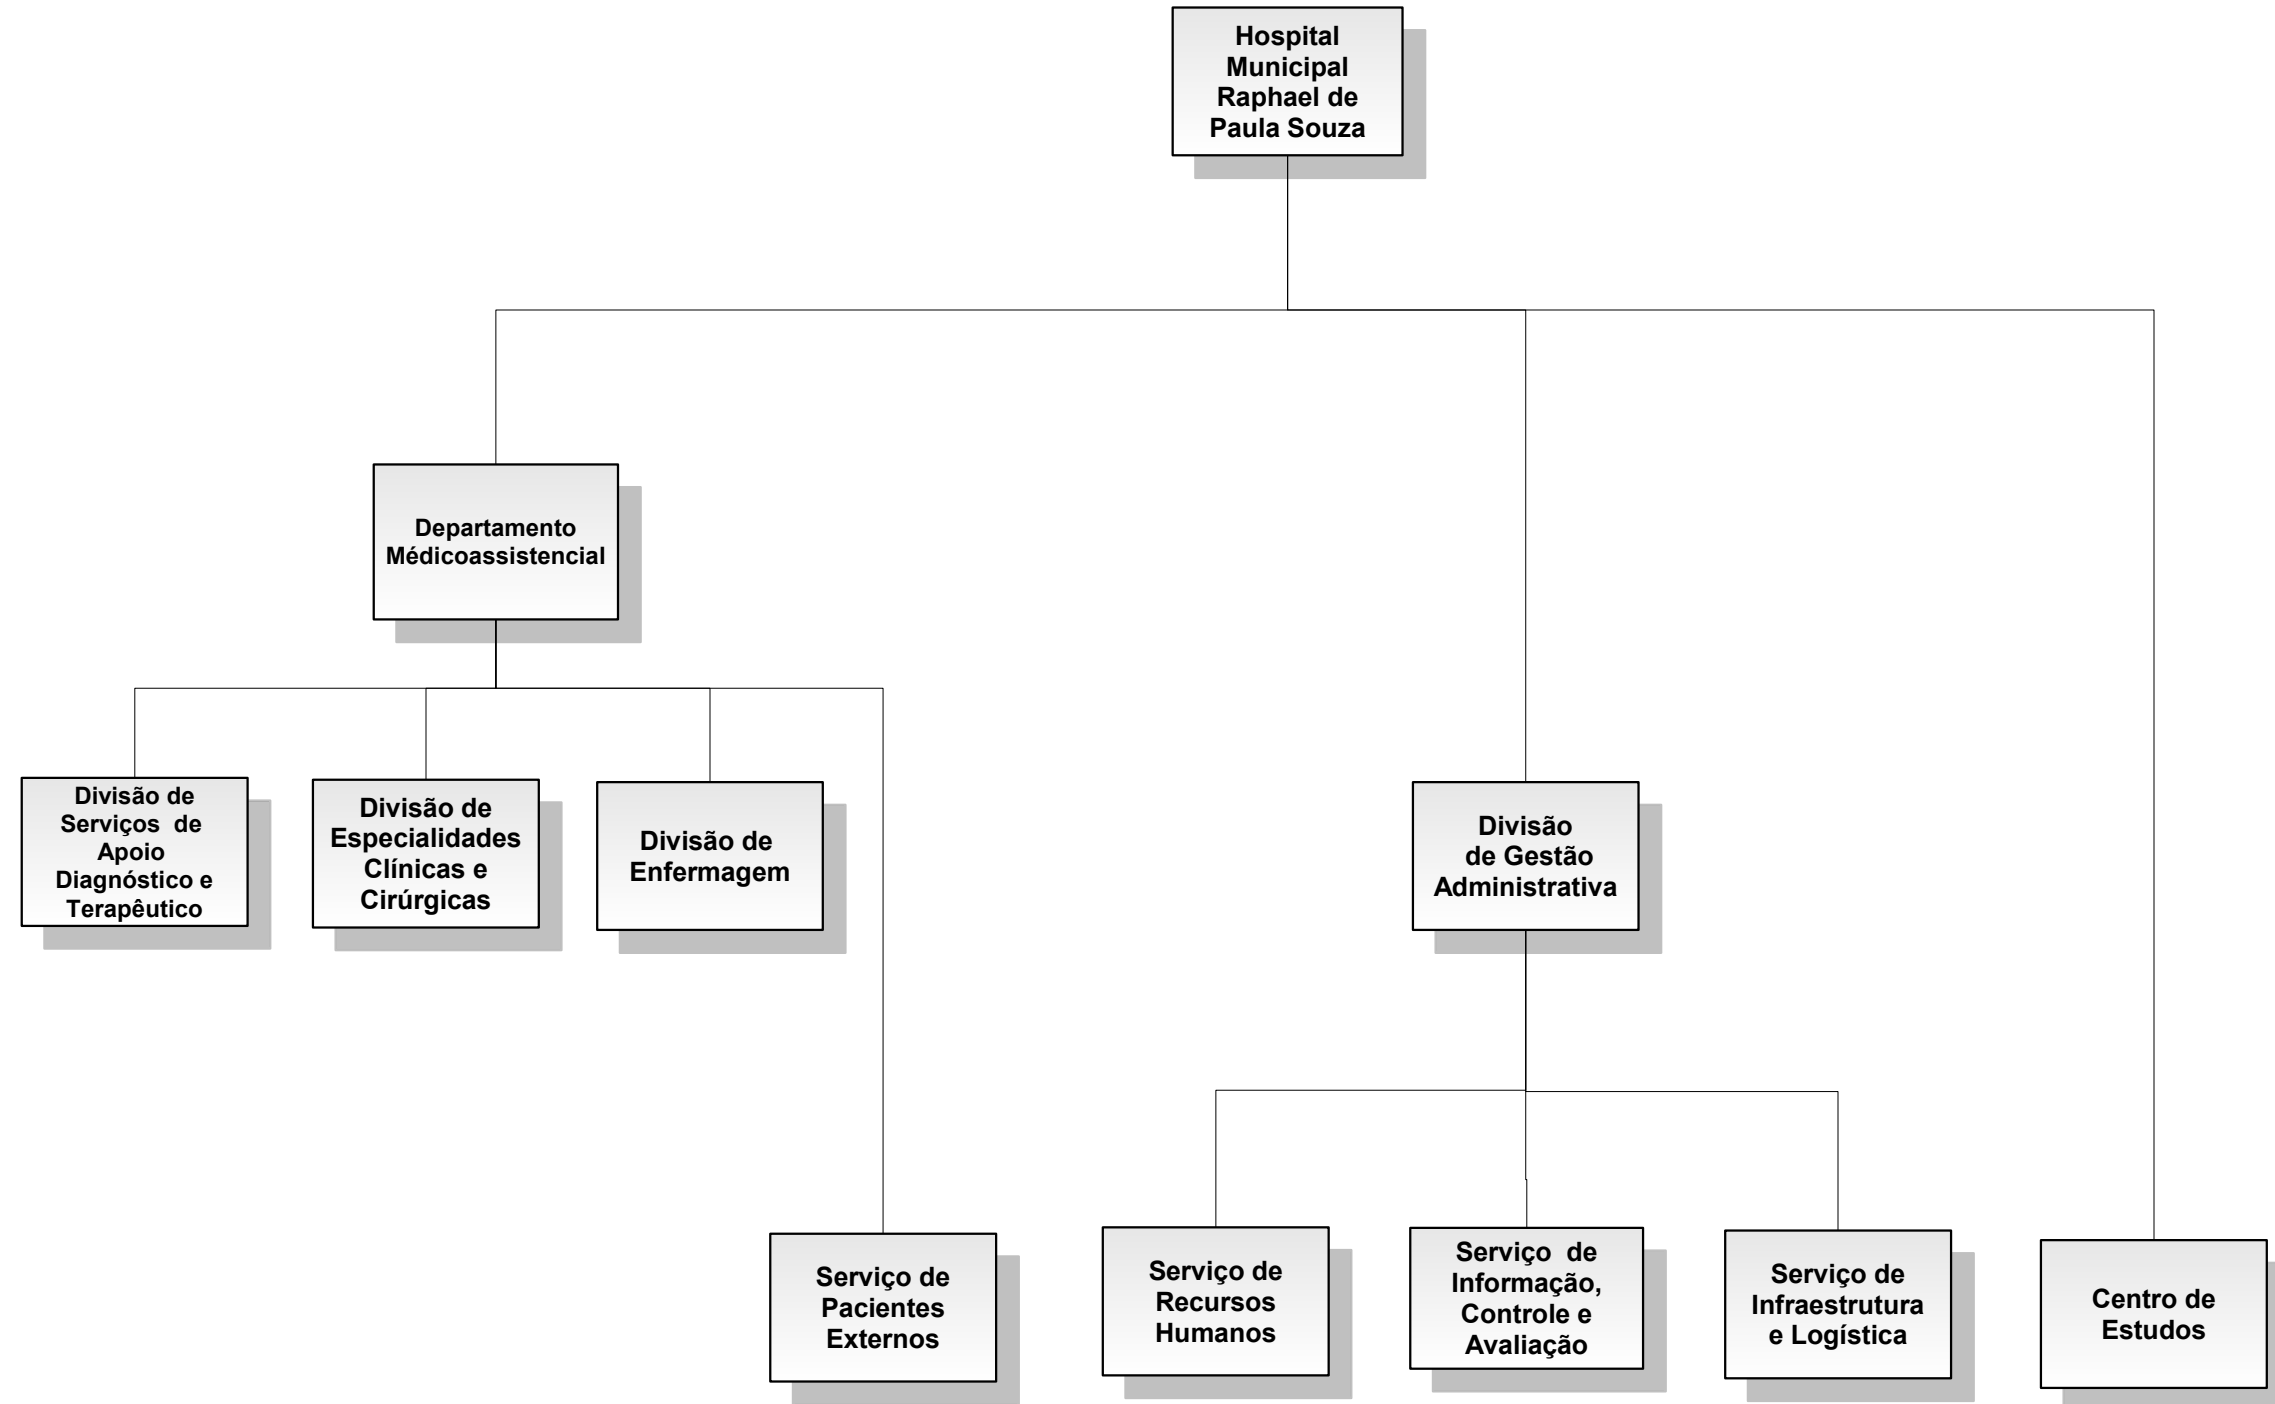 Hospital
Municipal
Raphael de
Paula Souza
Departamento
Médicoassistencial
Divisão de
Serviços de
Apoio
Diagnóstico e
Terapêutico
Divisão de
Especialidades
Clínicas e
Cirúrgicas
Divisão de
Enfermagem
Divisão
de Gestão
Administrativa
Serviço de
Pacientes
Externos
Serviço de
Recursos
Humanos
Serviço de
Informação,
Controle e
Avaliação
Serviço de
Infraestrutura
e Logística
Centro de
Estudos